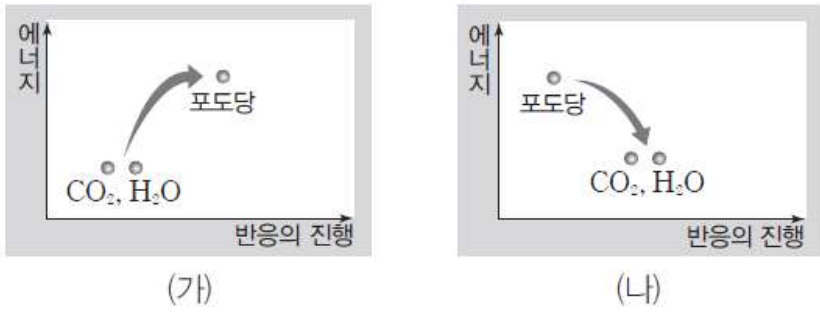 에너지
포도당
CO₂, H₂O
반응의 진행
(가)
에너지
포도당
CO₂, H₂O
반응의 진행
(나)